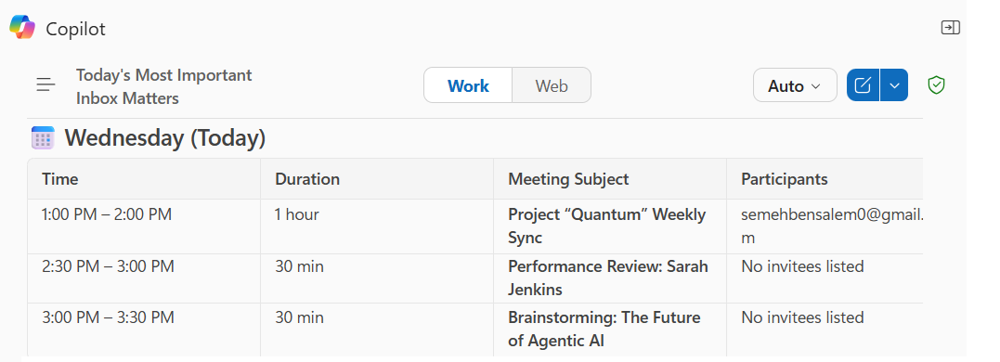 Copilot
Today's Most Important
Inbox Matters
Work
Web
Auto
Wednesday (Today)
Time
Duration
Meeting Subject
Participants
1:00 PM – 2:00 PM
1 hour
Project “Quantum” Weekly
Sync
semehbensalem0@gmail.
m
2:30 PM – 3:00 PM
30 min
Performance Review: Sarah
Jenkins
No invitees listed
3:00 PM – 3:30 PM
30 min
Brainstorming: The Future
of Agentic AI
No invitees listed